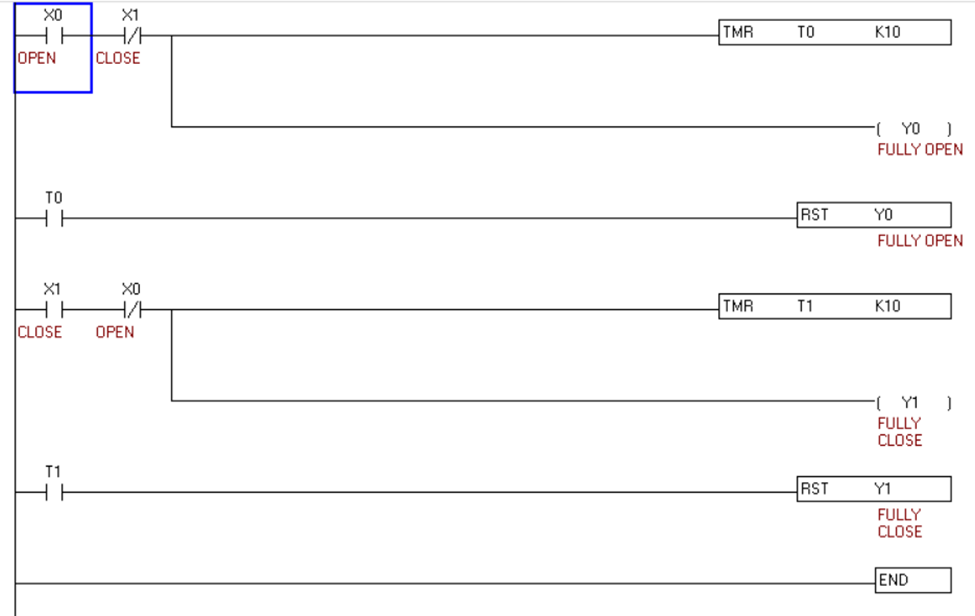 X0 X1
TMR T0 K10
OPEN CLOSE
( Y0 )
FULLY OPEN
T0
RST Y0
FULLY OPEN
X1 X0
TMR T1 K10
CLOSE OPEN
( Y1 )
FULLY
CLOSE
T1
RST Y1
FULLY
CLOSE
END